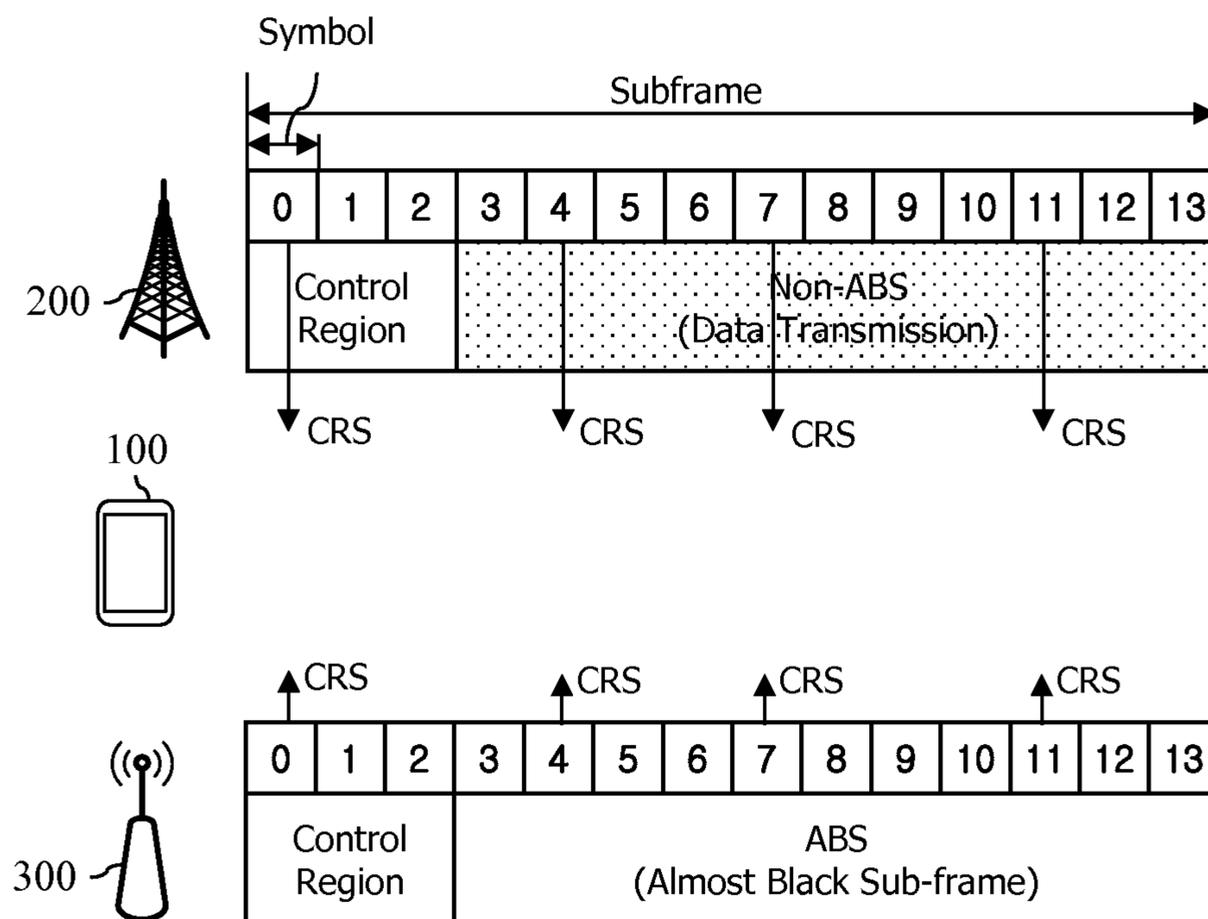 Symbol
Subframe
0 1 2 3 4 5 6 7 8 9 10 11 12 13
200
Control
Region
Non-ABS
(Data Transmission)
CRS CRS CRS CRS
100
CRS CRS CRS CRS
0 1 2 3 4 5 6 7 8 9 10 11 12 13
300
Control
Region
ABS
(Almost Black Sub-frame)